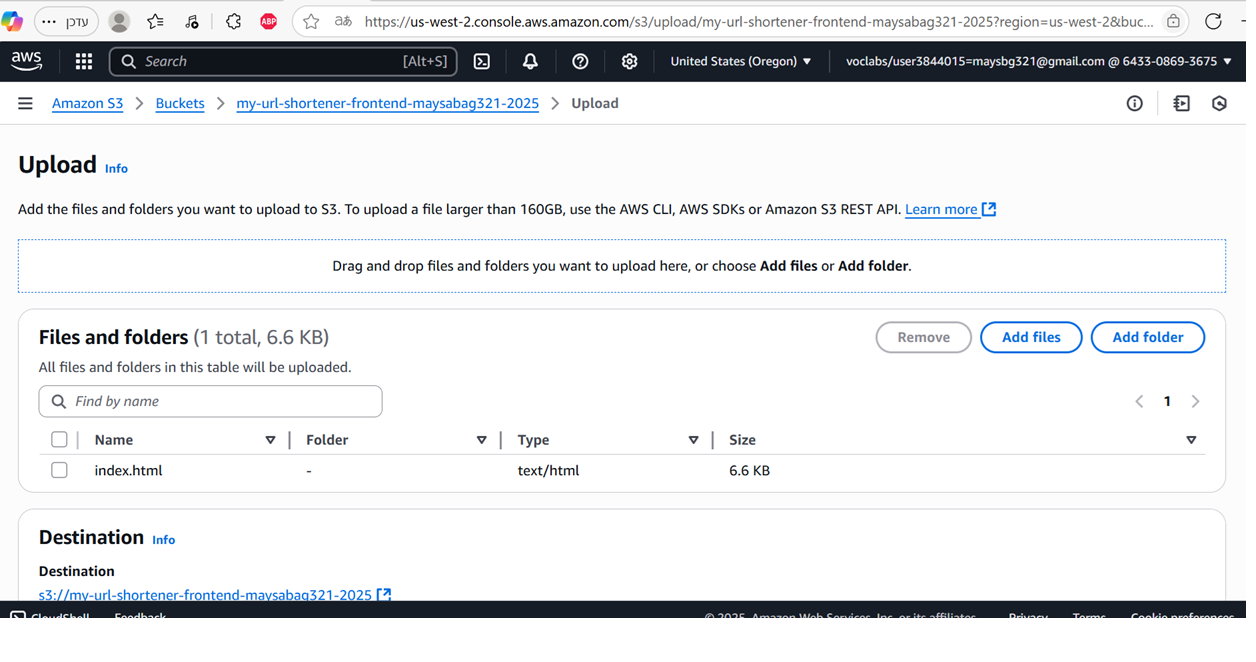 עדכן
ABP
aあ
https://us-west-2.console.aws.amazon.com/s3/upload/my-url-shortener-frontend-maysabag321-2025?region=us-west-2&buc...
aws
Search [Alt+S]
United States (Oregon)
voclabs/user3844015=maysbg321@gmail.com @ 6433-0869-3675
Amazon S3 > Buckets > my-url-shortener-frontend-maysabag321-2025 > Upload
Upload Info
Add the files and folders you want to upload to S3. To upload a file larger than 160GB, use the AWS CLI, AWS SDKs or Amazon S3 REST API. Learn more
Drag and drop files and folders you want to upload here, or choose Add files or Add folder.
Files and folders (1 total, 6.6 KB)
Remove Add files Add folder
All files and folders in this table will be uploaded.
Find by name
1
Name Folder Type Size
index.html - text/html 6.6 KB
Destination Info
Destination
s3://my-url-shortener-frontend-maysabag321-2025
CloudShell Feedback
© 2025, Amazon Web Services, Inc. or its affiliates. Privacy Terms Cookie preferences